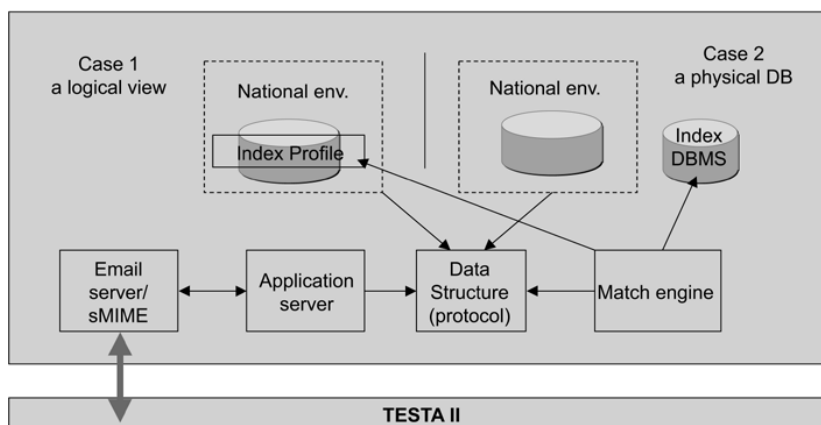 Case 1
a logical view
National env.
Index Profile
National env.
Case 2
a physical DB
Index
DBMS
Email
server/
sMIME
Application
server
Data
Structure
(protocol)
Match engine
TESTA II